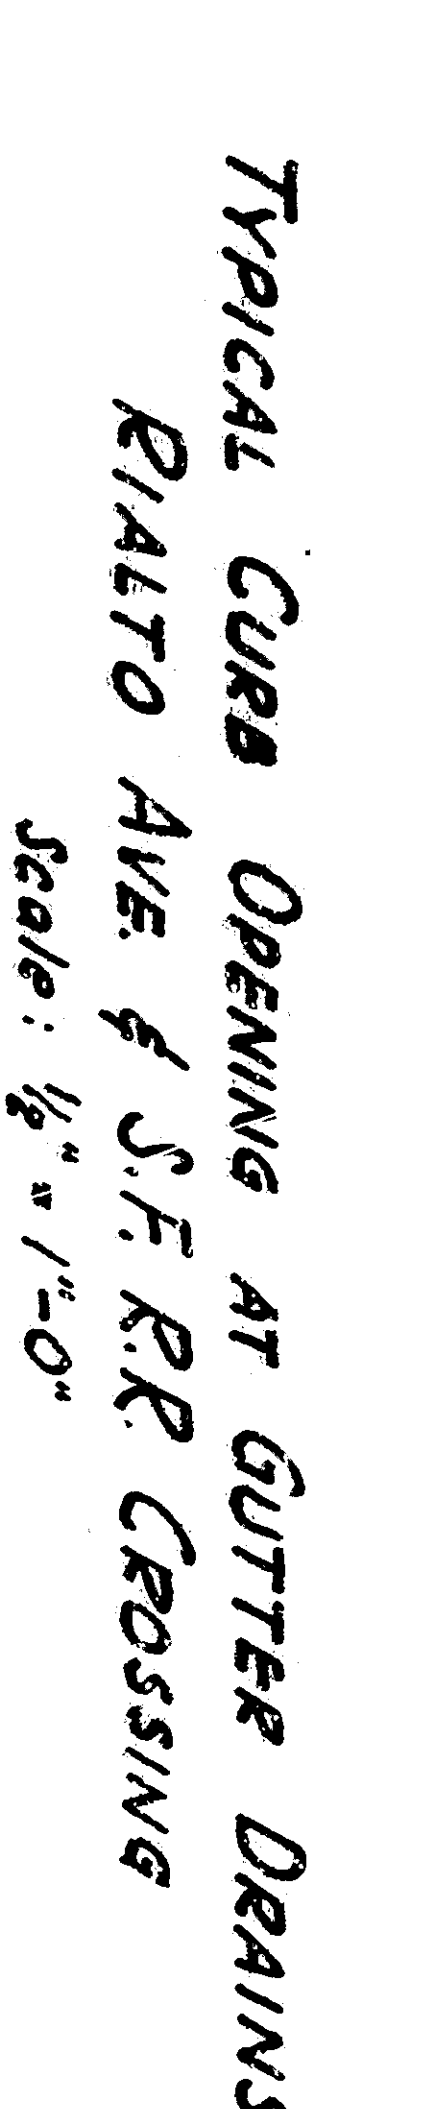 TYPICAL CURB OPENING AT GUTTER DRAINS
RIALTO AVE. & S.F. R.R. CROSSING
Scale: ½" = 1"-0"